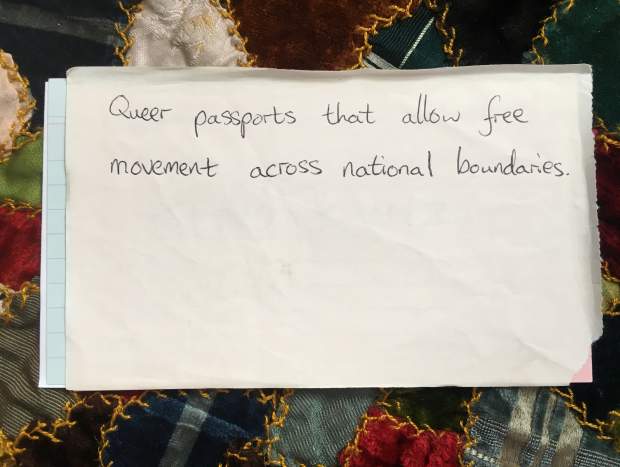 Queer passports that allow free
movement across national boundaries.